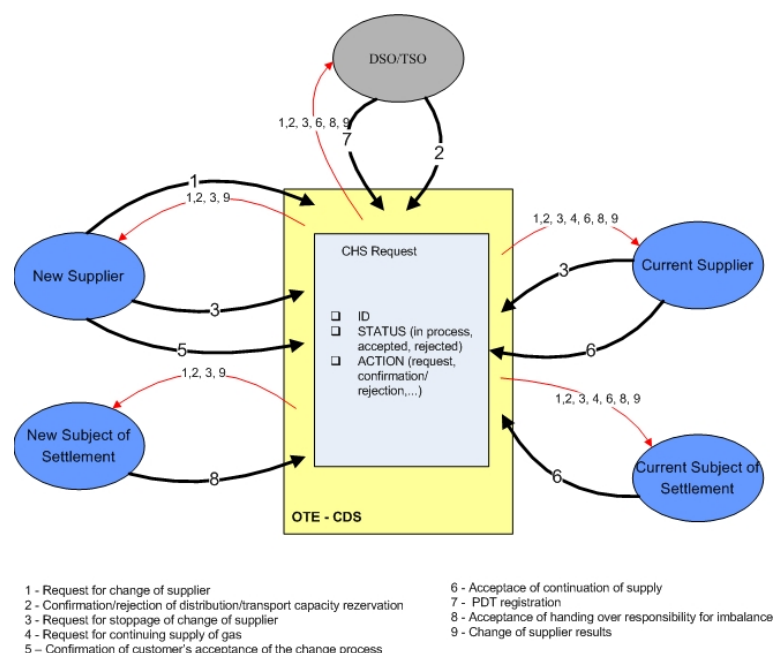 DSO/TSO
1,2, 3, 6, 8, 9
7
2
1
1,2, 3, 9
1,2, 3, 4, 6, 8, 9
New Supplier
CHS Request
Current Supplier
3
3
ID
STATUS (in process,
accepted, rejected)
ACTION (request,
confirmation/
rejection,...)
5
6
1,2, 3, 9
1,2, 3, 4, 6, 8, 9
New Subject of
Settlement
8
Current Subject of
Settlement
6
OTE - CDS
1 - Request for change of supplier
2 - Confirmation/rejection of distribution/transport capacity rezervation
3 - Request for stoppage of change of supplier
4 - Request for continuing supply of gas
5 – Confirmation of customer's acceptance of the change process
6 - Acceptace of continuation of supply
7 - PDT registration
8 - Acceptance of handing over responsibility for imbalance
9 - Change of supplier results